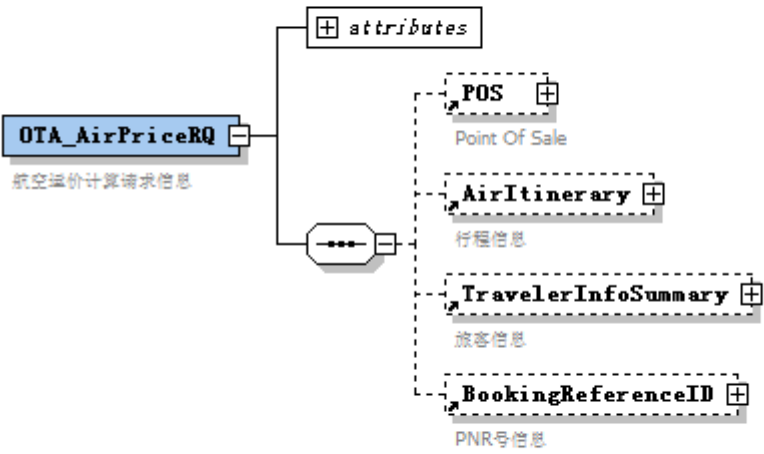 attributes
OTA_AirPriceRQ
航空运价计算请求信息
POS
Point Of Sale
AirItinerary
行程信息
TravelerInfoSummary
旅客信息
BookingReferenceID
PNR号信息